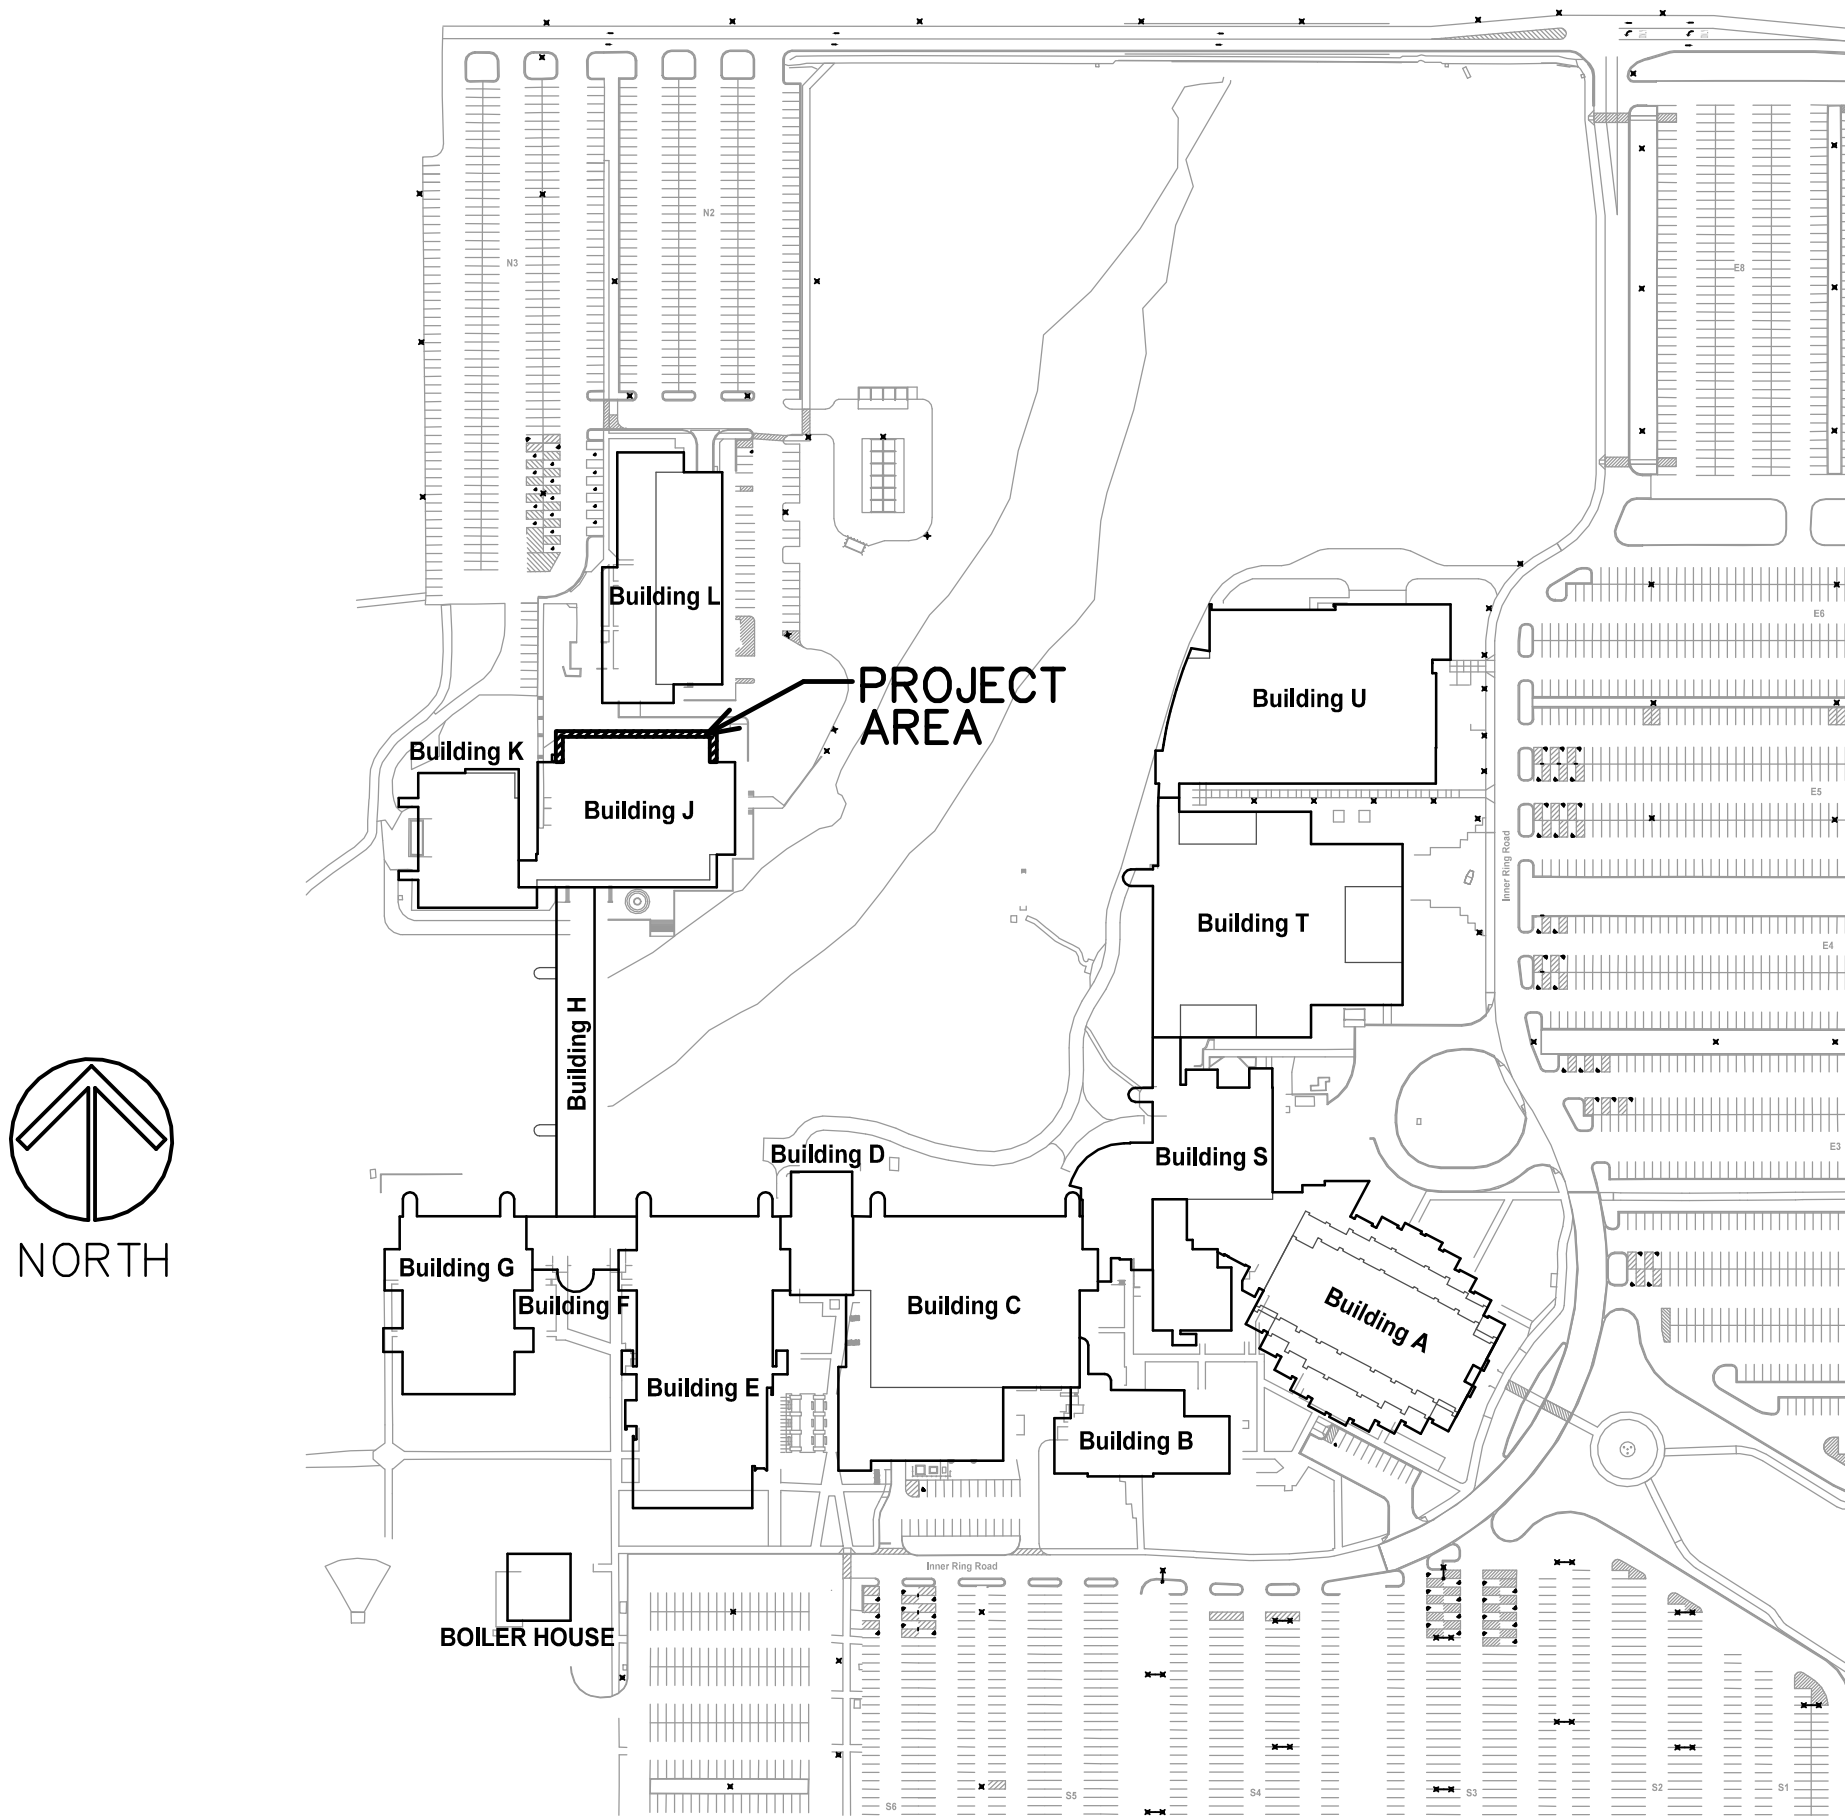 N2
N3
E8
Building L
E6
PROJECT
AREA
Building U
Building K
Building J
E5
Inner Ring Road
Building T
E4
Building H
E3
Building D
Building S
NORTH
Building G
Building F
Building C
Building A
Building E
Building B
Inner Ring Road
BOILER HOUSE
S6
S5
S4
S3
S2
S1